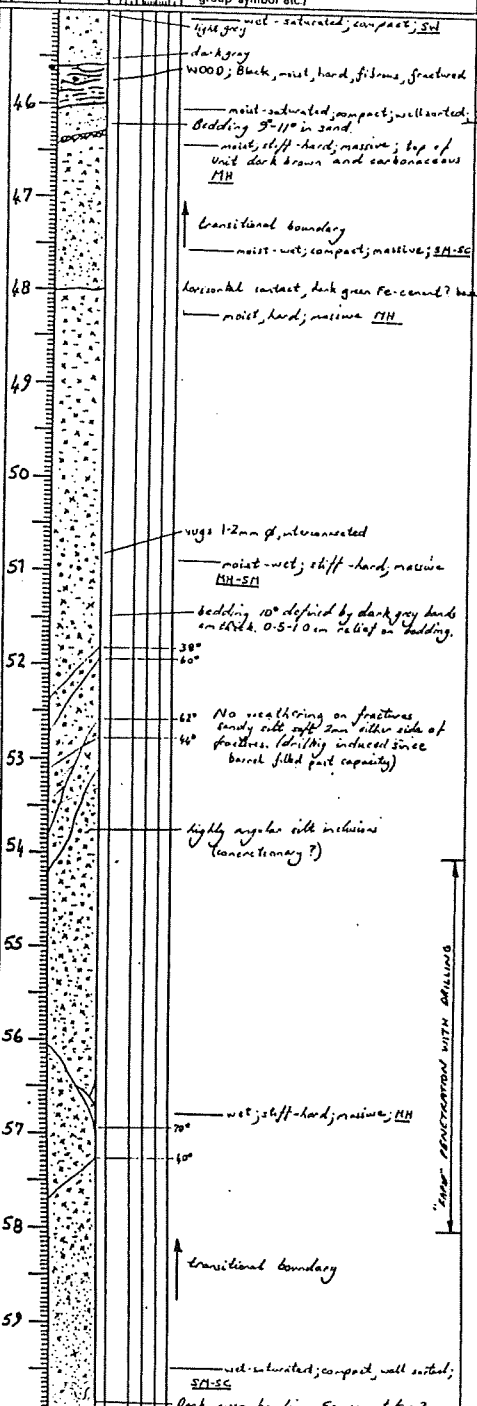 group symbol etc.)
wet - saturated; compact; SW
light grey
dark gray
WOOD; Black, moist, hard, fibrous, fractured
46
moist-saturated, compact; well sorted;
Bedding 9°-11° in sand.
moist, stiff-hard; massive; top of
unit dark brown and carbonaceous
MH
47
transitional boundary
moist-wet; compact; massive; SM-SC
48
horizontal contact, dark green Fe-cement? base
moist, hard; massive MH
49
50
vugs 1-2mm ø, interconnected
51
moist-wet; stiff-hard; massive
MH-SM
bedding 10° defined by dark grey bands
cm thick. 0.5-1.0 cm relief on bedding.
38°
52
60°
62° No weathering on fractures
sandy silt soft 2mm either side of
44° fractures. (drilling induced since
53
barrel filled past capacity)
highly angular silt inclusions
(concretionary?)
54
55
PENETRATION WITH DRILLING
56
wet; stiff-hard; massive; MH
57
70°
60°
58
transitional boundary
59
wet-saturated; compact, well sorted;
SM-SC
Dark green